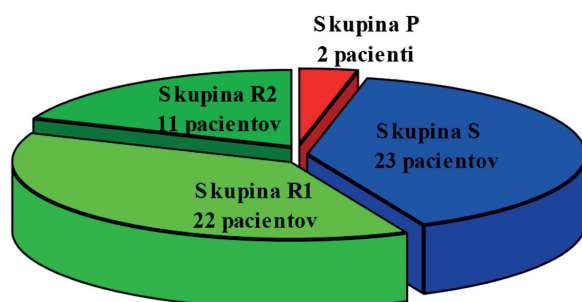 Skupina P
2 pacienti
Skupina R2
11 pacientov
Skupina S
23 pacientov
Skupina R1
22 pacientov